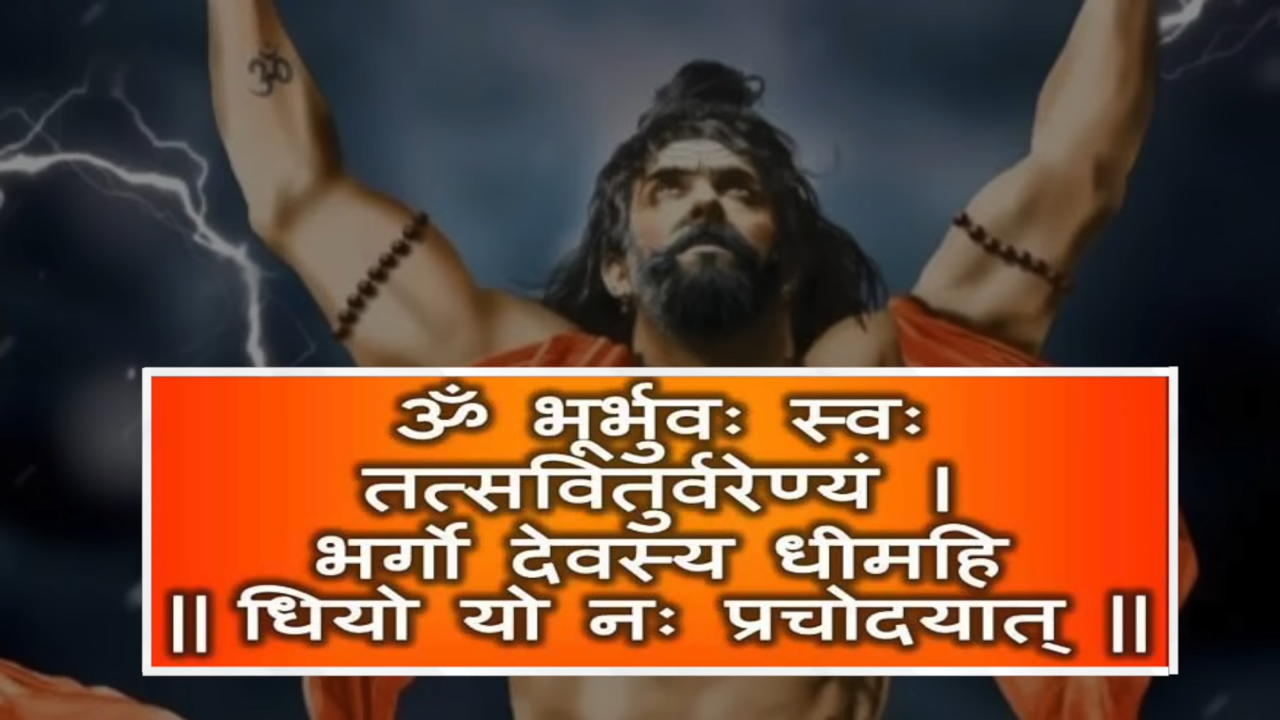 ॐ
ॐ भूर्भुवः स्वः
तत्सवितुर्वरेण्यं ।
भर्गो देवस्य धीमहि
॥ धियो यो नः प्रचोदयात् ॥